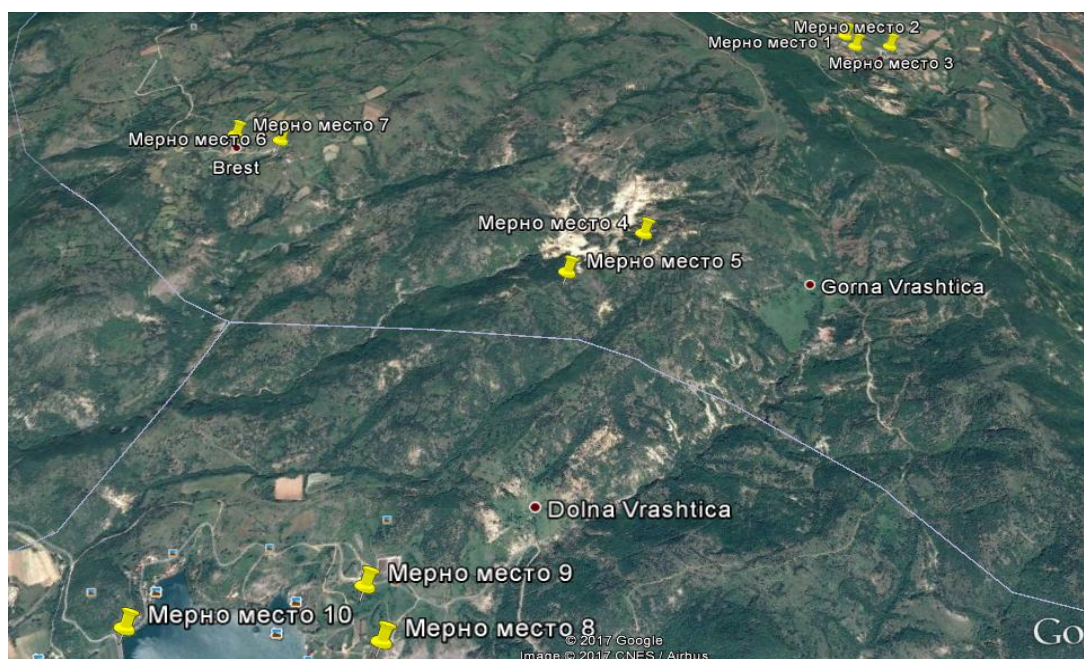 Мерно место 2
Мерно место 1
Мерно место 3
Мерно место 7
Мерно место 6
Brest
Мерно место 4
Мерно место 5
Gorna Vrashtica
Dolna Vrashtica
Мерно место 9
Мерно место 10
Мерно место 8
© 2017 Google
Image © 2017 CNES / Airbus
Go